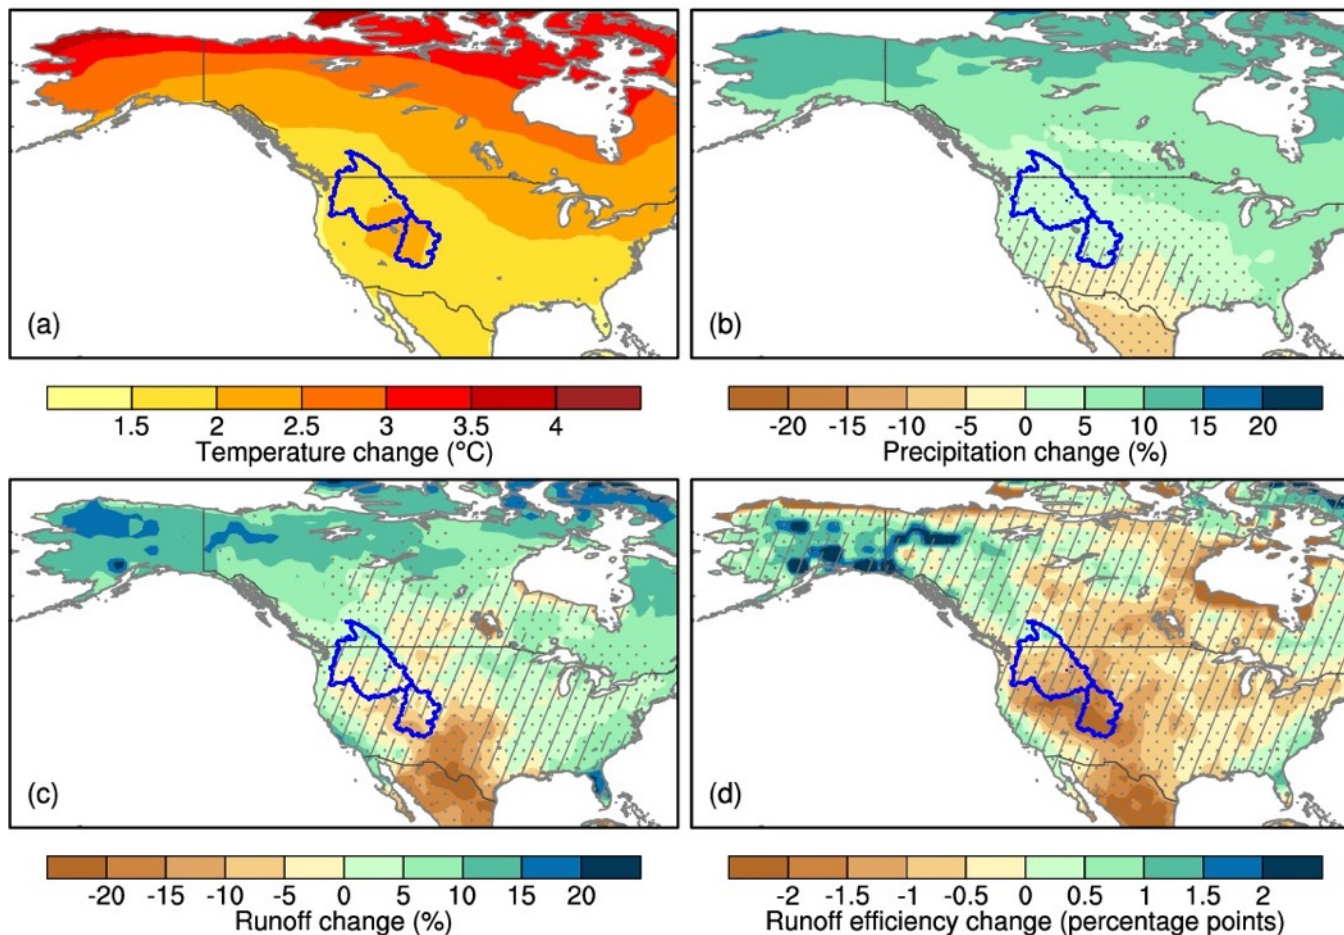 (a)
(b)
1.5 2 2.5 3 3.5 4
Temperature change (°C)
-20 -15 -10 -5 0 5 10 15 20
Precipitation change (%)
(c)
(d)
-20 -15 -10 -5 0 5 10 15 20
Runoff change (%)
-2 -1.5 -1 -0.5 0 0.5 1 1.5 2
Runoff efficiency change (percentage points)